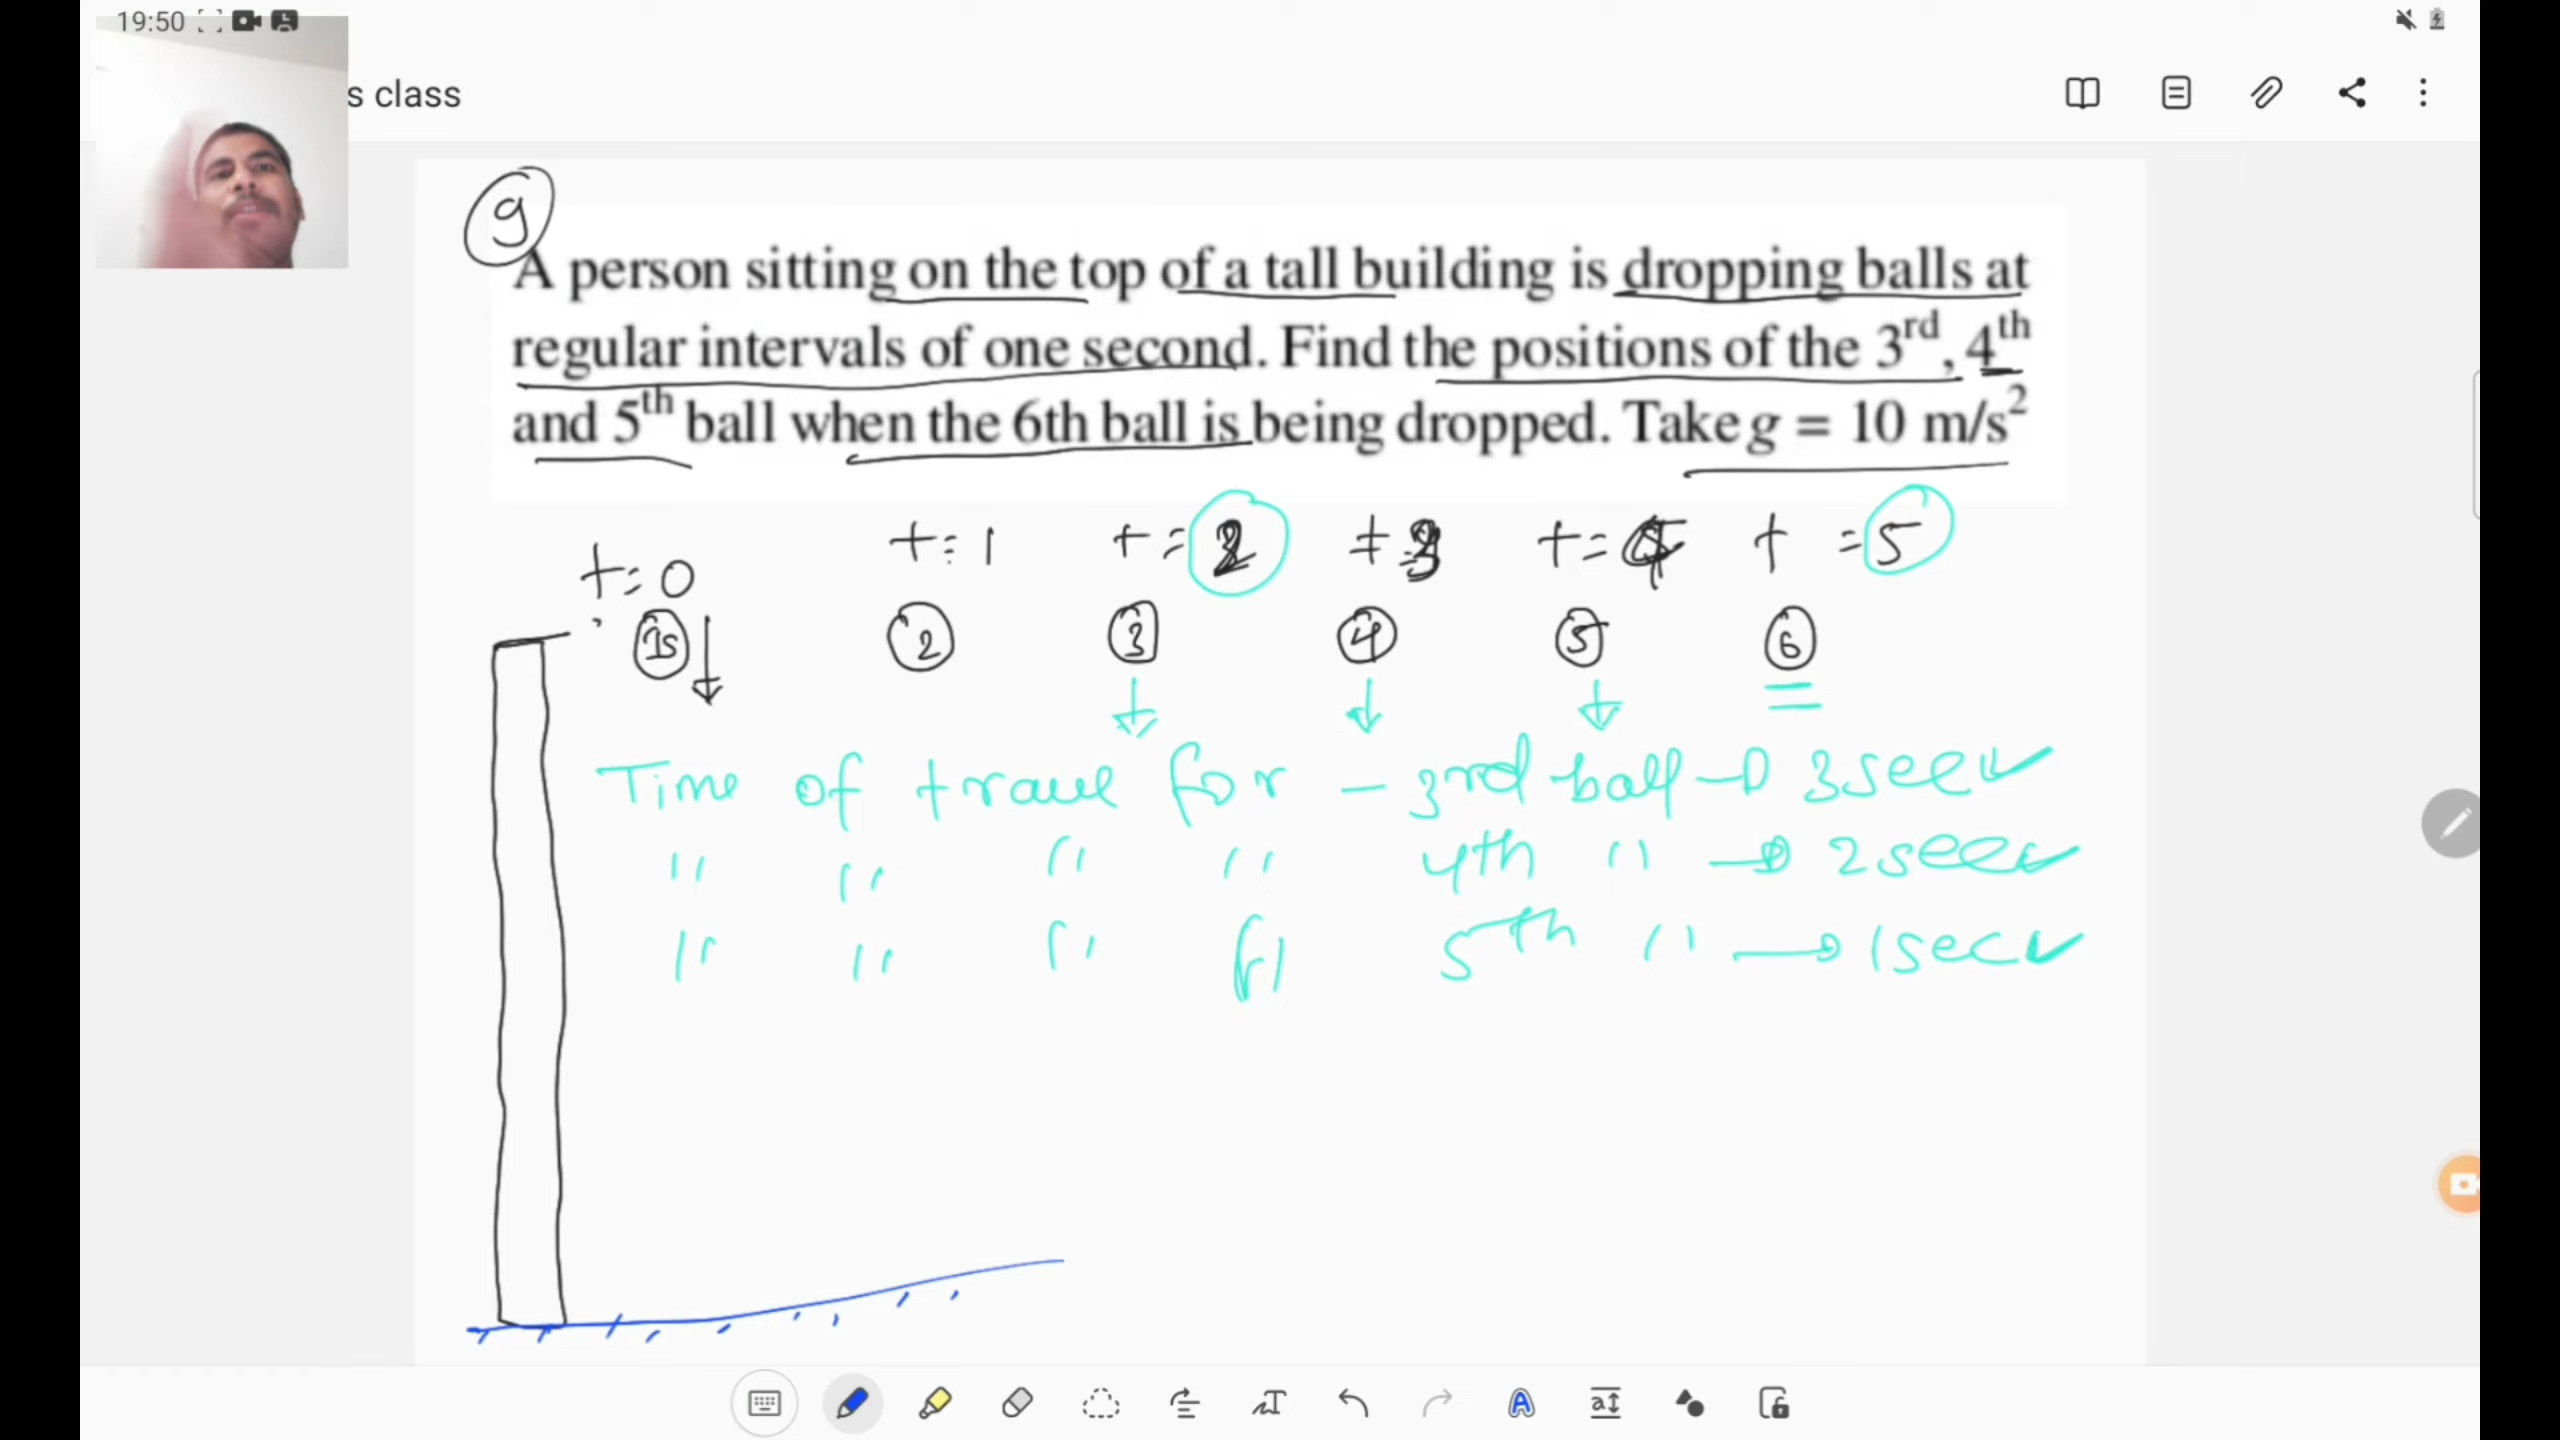 19:50
s class
9
A person sitting on the top of a tall building is dropping balls at
regular intervals of one second. Find the positions of the 3rd, 4th
and 5th ball when the 6th ball is being dropped. Take g = 10 m/s2
t=0 t=1 t=2 t=3 t=4 t=5
2 3 4 5 6
Time of trave for - 3rd ball → 3sec
" " " " 4th " → 2sec
" " " " 5th " → 1sec